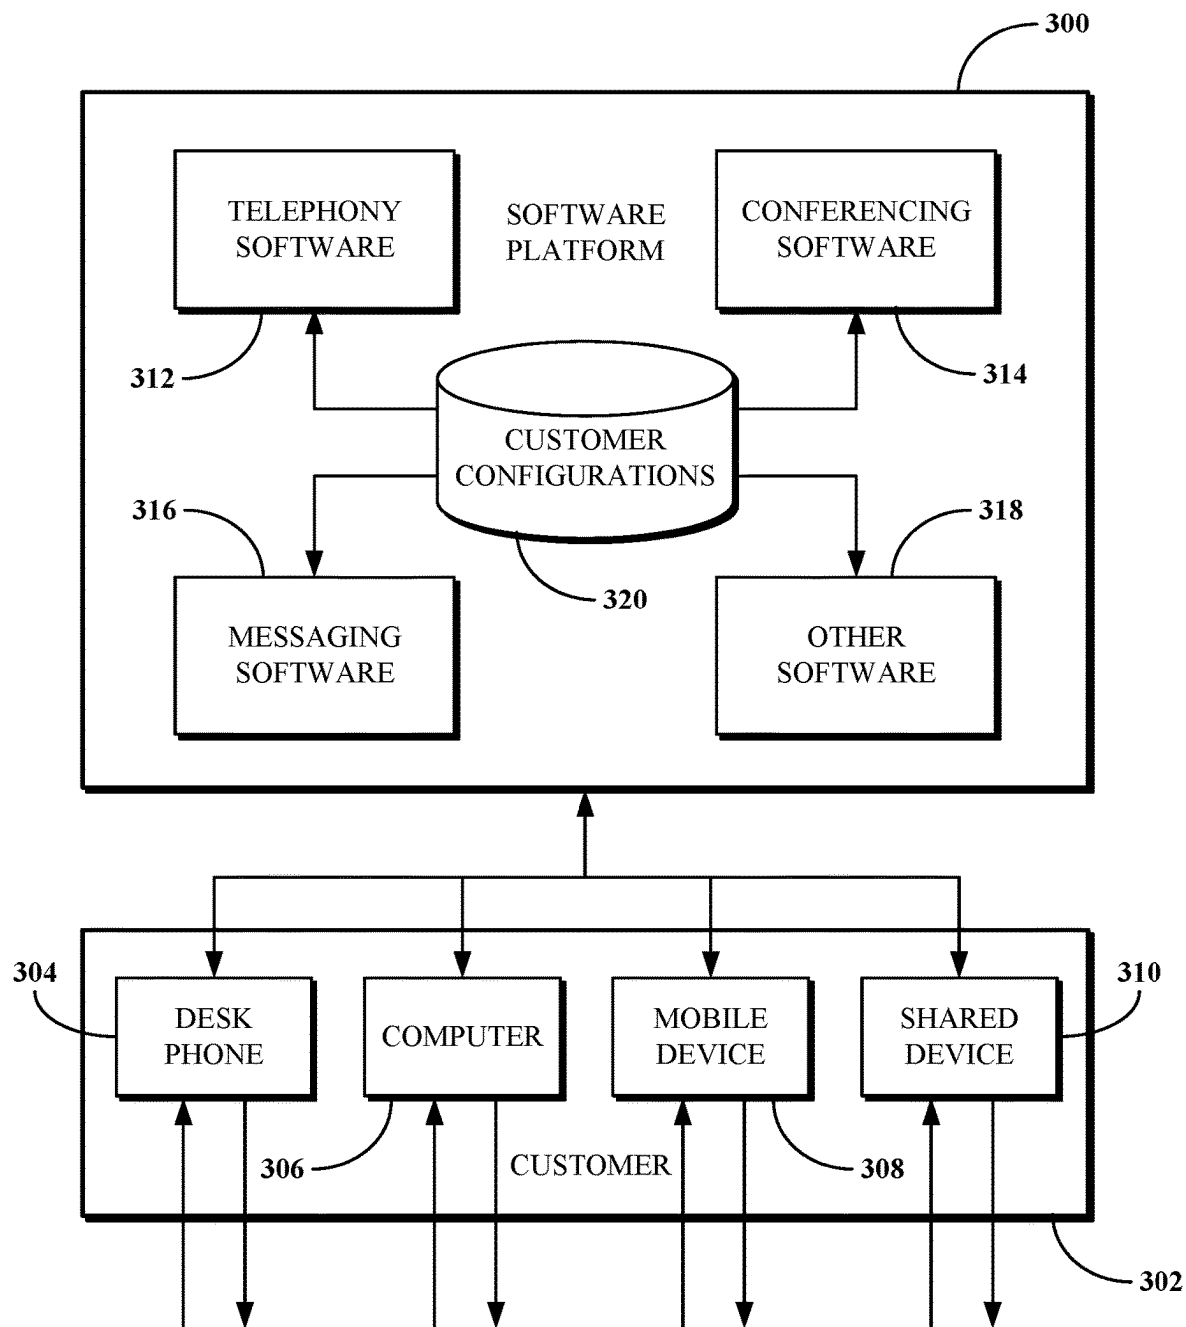 300
TELEPHONY
SOFTWARE
SOFTWARE
PLATFORM
CONFERENCING
SOFTWARE
312
314
CUSTOMER
CONFIGURATIONS
316
318
320
MESSAGING
SOFTWARE
OTHER
SOFTWARE
304
310
DESK
PHONE
COMPUTER
MOBILE
DEVICE
SHARED
DEVICE
306
CUSTOMER
308
302